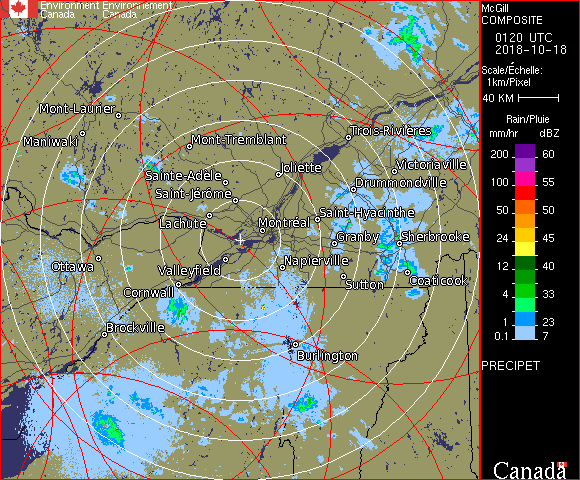 Environment Environnement
Canada Canada
McGill
COMPOSITE
0120 UTC
2018-10-18
Scale/Échelle:
1km/Pixel
40 KM
Rain/Pluie
mm/hr dBZ
200 60
100 55
50 50
24 45
12 40
4 33
1 23
0.1 7
PRECIPET
Canada
Mont-Laurier
Maniwaki
Mont-Tremblant
Trois-Rivières
Sainte-Adèle
Joliette
Victoriaville
Drummondville
Saint-Jérôme
Lachute
Montréal
Saint-Hyacinthe
Granby
Sherbrooke
Ottawa
Valleyfield
Napierville
Sutton
Coaticook
Cornwall
Brockville
Burlington